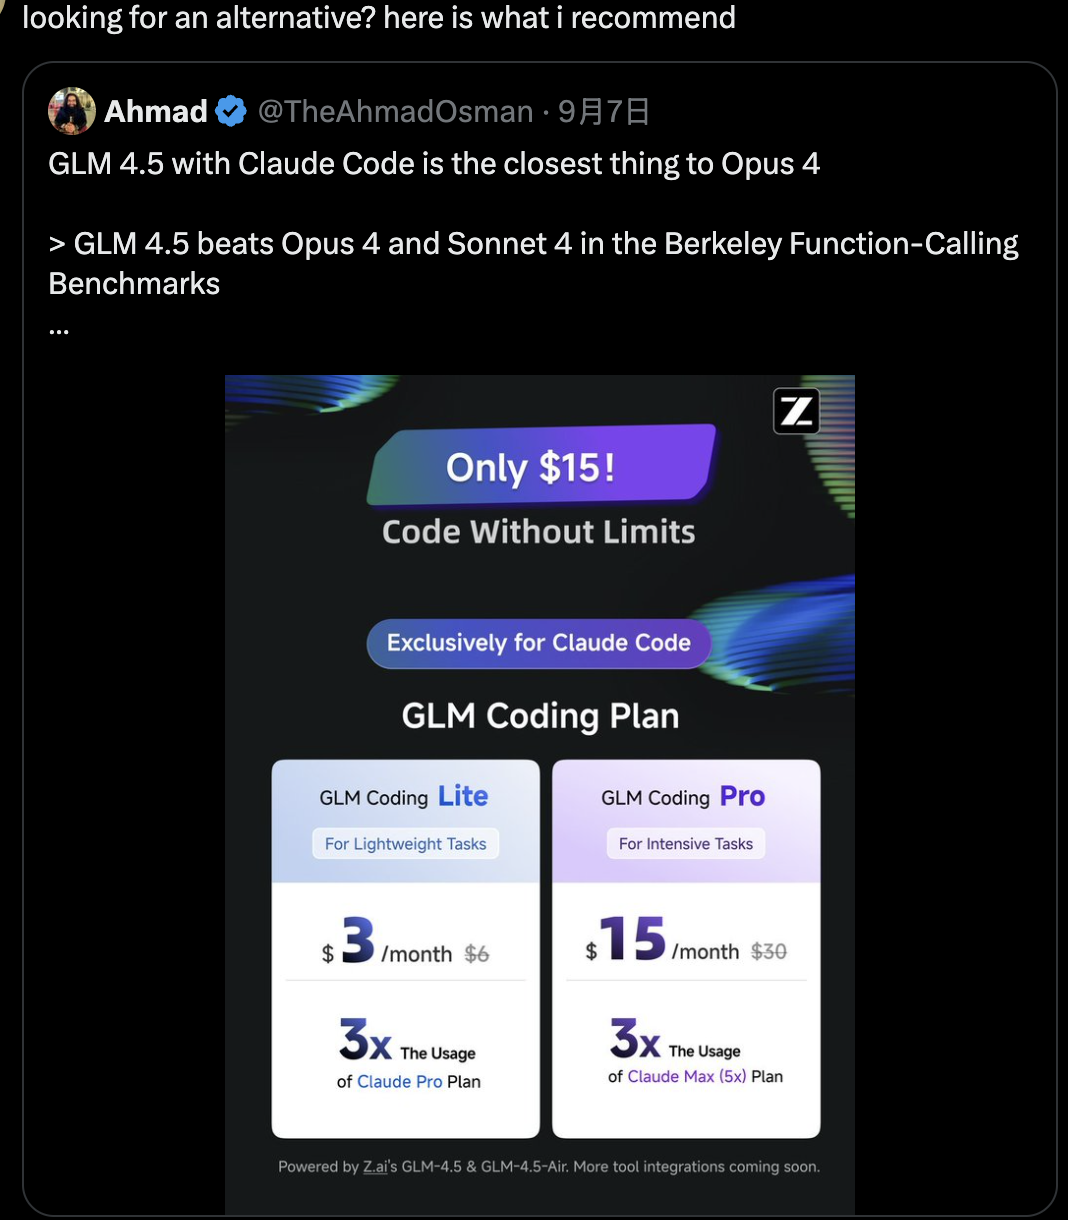 looking for an alternative? here is what i recommend
Ahmad @TheAhmadOsman · 9月7日
GLM 4.5 with Claude Code is the closest thing to Opus 4
> GLM 4.5 beats Opus 4 and Sonnet 4 in the Berkeley Function-Calling
Benchmarks
...
Z
Only $15!
Code Without Limits
Exclusively for Claude Code
GLM Coding Plan
GLM Coding Lite
For Lightweight Tasks
$3/month $6
3x The Usage
of Claude Pro Plan
GLM Coding Pro
For Intensive Tasks
$15/month $30
3x The Usage
of Claude Max (5x) Plan
Powered by Z.ai's GLM-4.5 & GLM-4.5-Air. More tool integrations coming soon.